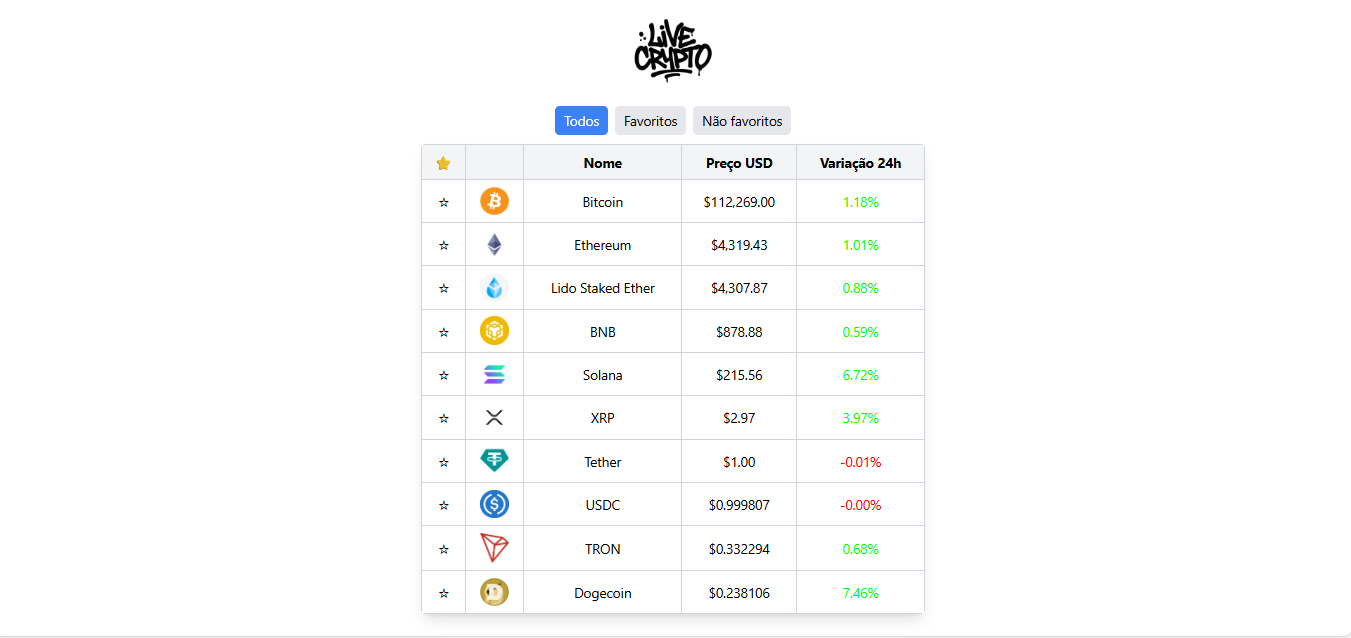 LiVE
CRYPTO
Todos Favoritos Não favoritos
Nome Preço USD Variação 24h
Bitcoin $112,269.00 1.18%
Ethereum $4,319.43 1.01%
Lido Staked Ether $4,307.87 0.88%
BNB $878.88 0.59%
Solana $215.56 6.72%
XRP $2.97 3.97%
Tether $1.00 -0.01%
USDC $0.999807 -0.00%
TRON $0.332294 0.68%
Dogecoin $0.238106 7.46%